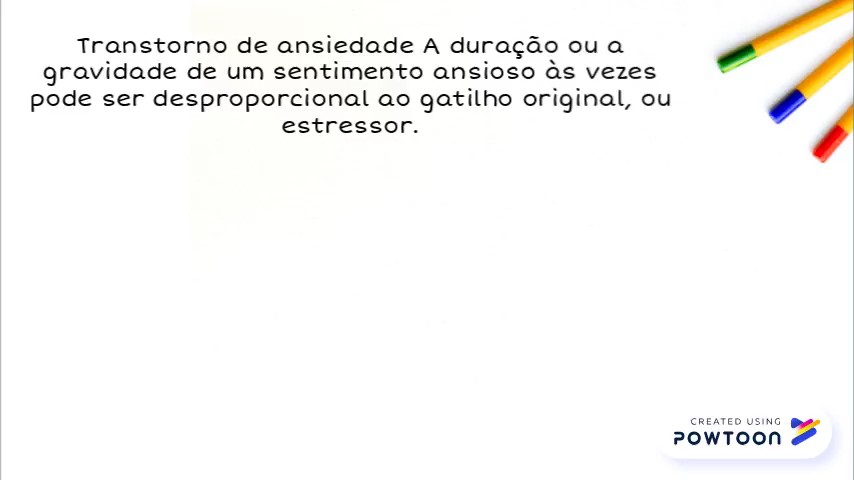 Transtorno de ansiedade A duração ou a
gravidade de um sentimento ansioso às vezes
pode ser desproporcional ao gatilho original, ou
estressor.
CREATED USING
POWTOON